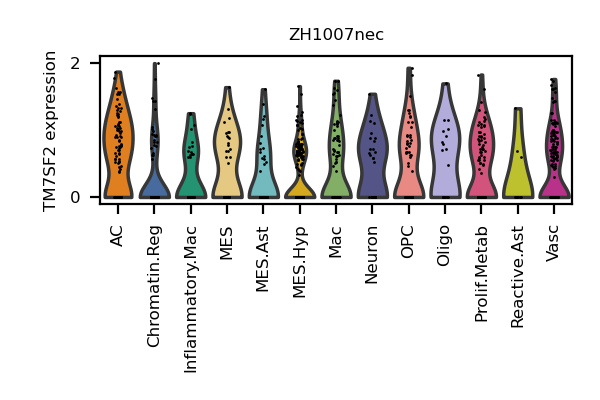 ZH1007nec
TM7SF2 expression
2
0
AC
Chromatin.Reg
Inflammatory.Mac
MES
MES.Ast
MES.Hyp
Mac
Neuron
OPC
Oligo
Prolif.Metab
Reactive.Ast
Vasc